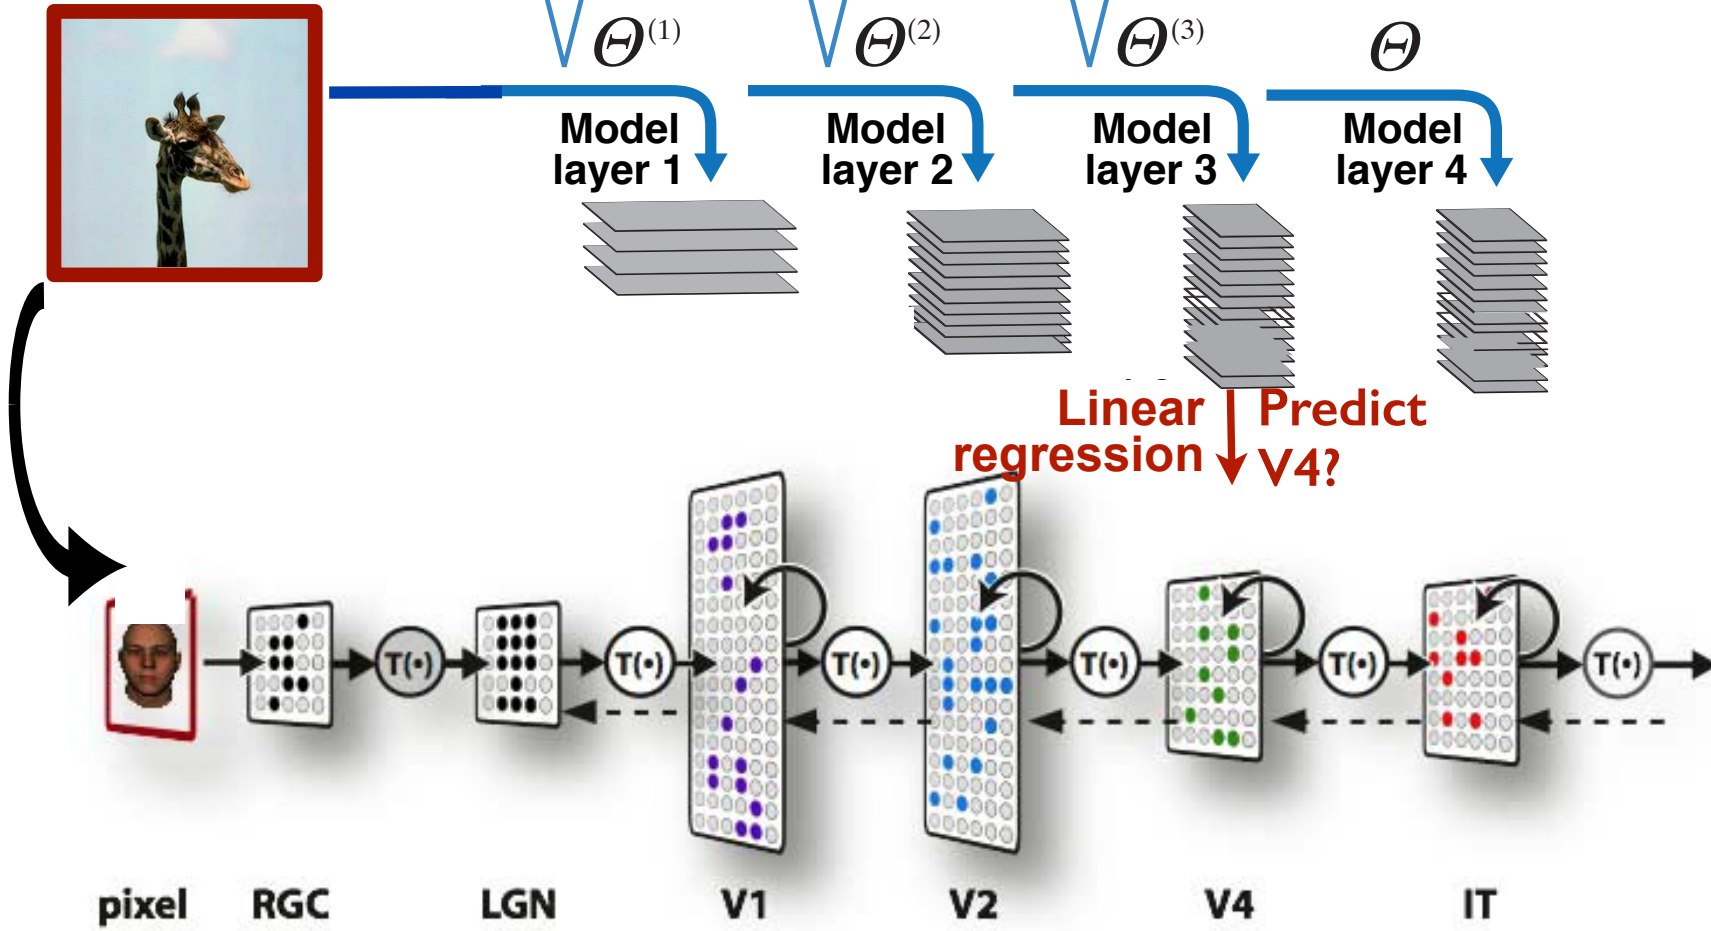 Θ(1)
Θ(2)
Θ(3)
Θ
Model
layer 1
Model
layer 2
Model
layer 3
Model
layer 4
Linear
regression
Predict
V4?
T(•)
T(•)
T(•)
T(•)
T(•)
T(•)
pixel
RGC
LGN
V1
V2
V4
IT